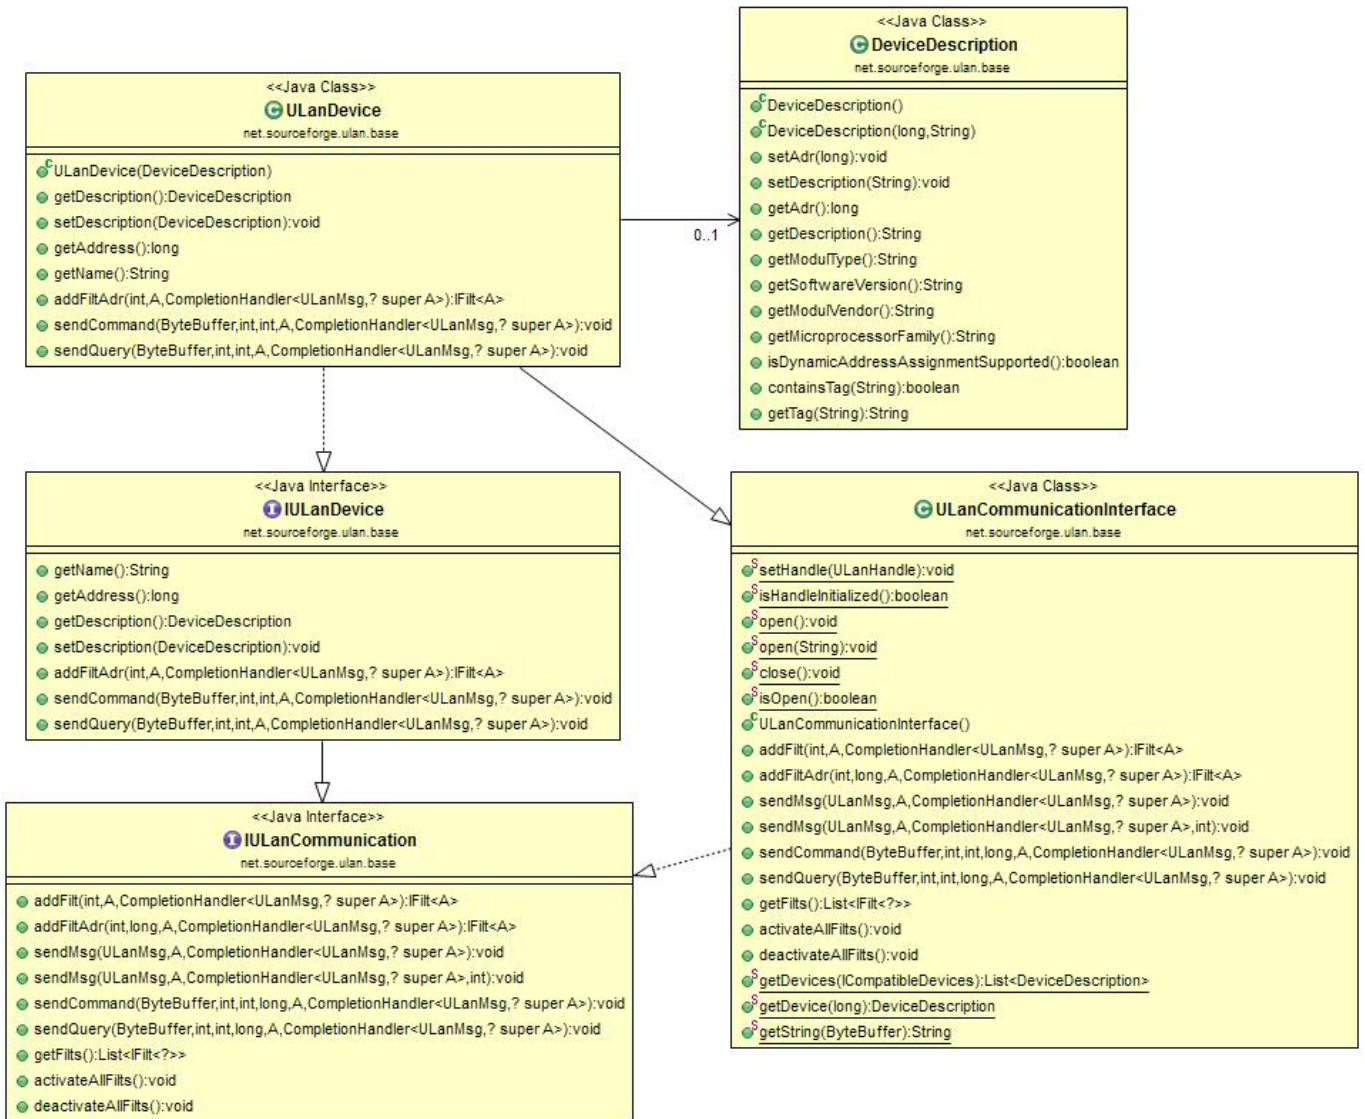 <<Java Class>>
DeviceDescription
net.sourceforge.ulan.base
DeviceDescription()
DeviceDescription(long,String)
setAdr(long):void
setDescription(String):void
getAdr():long
getDescription():String
getModulType():String
getSoftwareVersion():String
getModulVendor():String
getMicroprocessorFamily():String
isDynamicAddressAssignmentSupported():boolean
containsTag(String):boolean
getTag(String):String
<<Java Class>>
ULanDevice
net.sourceforge.ulan.base
ULanDevice(DeviceDescription)
getDescription():DeviceDescription
setDescription(DeviceDescription):void
getAddress():long
getName():String
addFiltAdr(int,A,CompletionHandler<ULanMsg,? super A>):IFilt<A>
sendCommand(ByteBuffer,int,int,A,CompletionHandler<ULanMsg,? super A>):void
sendQuery(ByteBuffer,int,int,A,CompletionHandler<ULanMsg,? super A>):void
0..1
<<Java Interface>>
IULanDevice
net.sourceforge.ulan.base
getName():String
getAddress():long
getDescription():DeviceDescription
setDescription(DeviceDescription):void
addFiltAdr(int,A,CompletionHandler<ULanMsg,? super A>):IFilt<A>
sendCommand(ByteBuffer,int,int,A,CompletionHandler<ULanMsg,? super A>):void
sendQuery(ByteBuffer,int,int,A,CompletionHandler<ULanMsg,? super A>):void
<<Java Class>>
ULanCommunicationInterface
net.sourceforge.ulan.base
setHandle(ULanHandle):void
isHandleInitialized():boolean
open():void
open(String):void
close():void
isOpen():boolean
ULanCommunicationInterface()
addFilt(int,A,CompletionHandler<ULanMsg,? super A>):IFilt<A>
addFiltAdr(int,long,A,CompletionHandler<ULanMsg,? super A>):IFilt<A>
sendMsg(ULanMsg,A,CompletionHandler<ULanMsg,? super A>):void
sendMsg(ULanMsg,A,CompletionHandler<ULanMsg,? super A>,int):void
sendCommand(ByteBuffer,int,int,long,A,CompletionHandler<ULanMsg,? super A>):void
sendQuery(ByteBuffer,int,int,long,A,CompletionHandler<ULanMsg,? super A>):void
getFilts():List<IFilt<?>>
activateAllFilts():void
deactivateAllFilts():void
getDevices(ICompatibleDevices):List<DeviceDescription>
getDevice(long):DeviceDescription
getString(ByteBuffer):String
<<Java Interface>>
IULanCommunication
net.sourceforge.ulan.base
addFilt(int,A,CompletionHandler<ULanMsg,? super A>):IFilt<A>
addFiltAdr(int,long,A,CompletionHandler<ULanMsg,? super A>):IFilt<A>
sendMsg(ULanMsg,A,CompletionHandler<ULanMsg,? super A>):void
sendMsg(ULanMsg,A,CompletionHandler<ULanMsg,? super A>,int):void
sendCommand(ByteBuffer,int,int,long,A,CompletionHandler<ULanMsg,? super A>):void
sendQuery(ByteBuffer,int,int,long,A,CompletionHandler<ULanMsg,? super A>):void
getFilts():List<IFilt<?>>
activateAllFilts():void
deactivateAllFilts():void